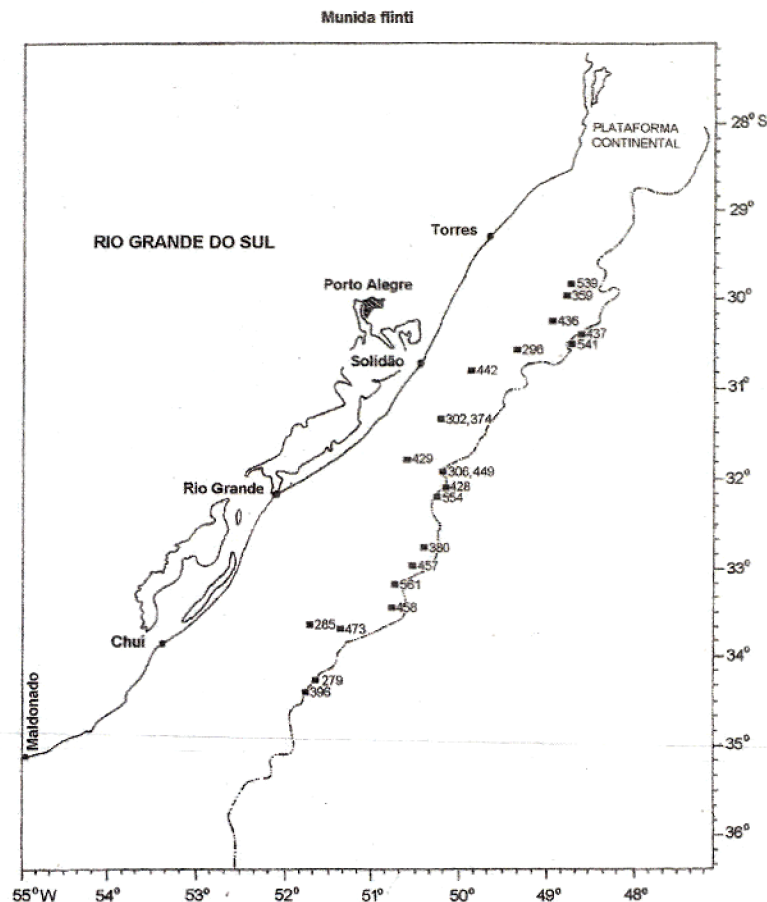 Munida flinti
28° S
PLATAFORMA
CONTINENTAL
29°
Torres
RIO GRANDE DO SUL
539
Porto Alegre
359
30°
436
437
541
296
Solidão
442
31°
302,374
429
306,449
32°
Rio Grande
428
554
380
457
33°
561
458
285
473
Chuí
34°
279
396
Maldonado
35°
36°
55°W 54° 53° 52° 51° 50° 49° 48°